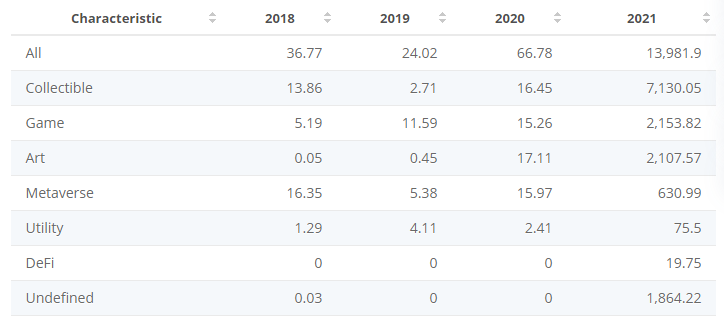 Characteristic 2018 2019 2020 2021
All 36.77 24.02 66.78 13,981.9
Collectible 13.86 2.71 16.45 7,130.05
Game 5.19 11.59 15.26 2,153.82
Art 0.05 0.45 17.11 2,107.57
Metaverse 16.35 5.38 15.97 630.99
Utility 1.29 4.11 2.41 75.5
DeFi 0 0 0 19.75
Undefined 0.03 0 0 1,864.22